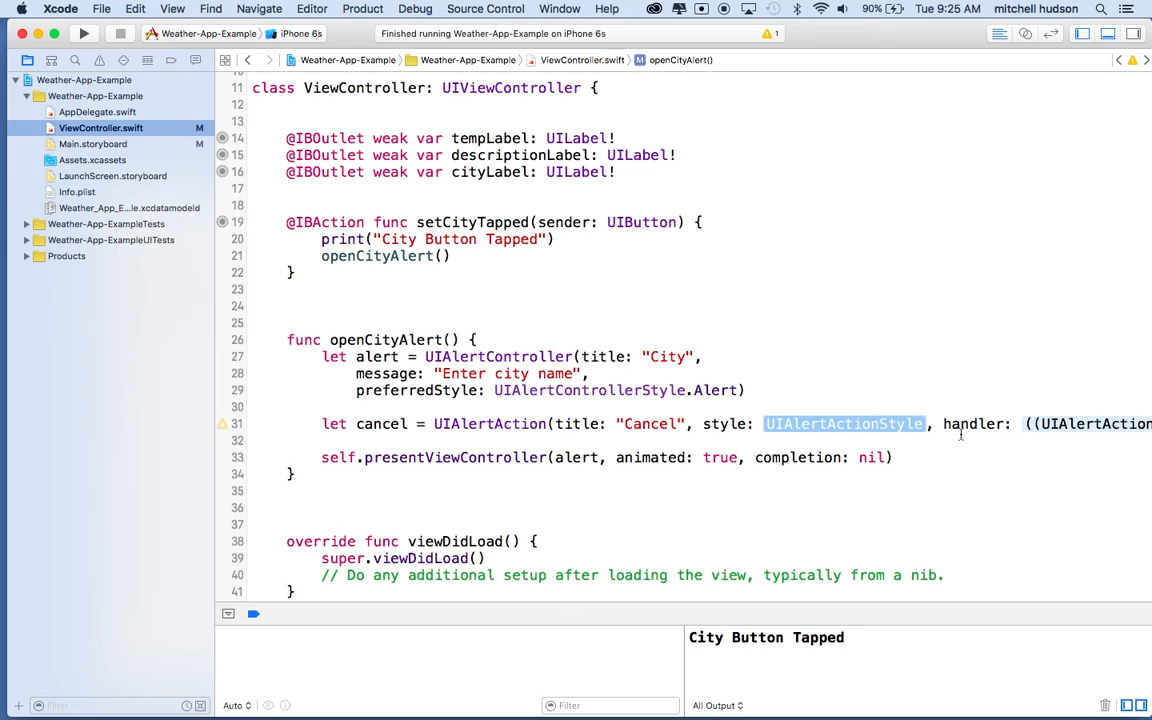 Xcode File Edit View Find Navigate Editor Product Debug Source Control Window Help 90% Tue 9:25 AM mitchell hudson
Weather-App-Example iPhone 6s Finished running Weather-App-Example on iPhone 6s 1
Weather-App-Example Weather-App-Example ViewController.swift M openCityAlert()
Weather-App-Example
Weather-App-Example
AppDelegate.swift
ViewController.swift M
Main.storyboard M
Assets.xcassets
LaunchScreen.storyboard
Info.plist
Weather_App_E...le.xcdatamodeld
Weather-App-ExampleTests
Weather-App-ExampleUITests
Products
11 class ViewController: UIViewController {
12
13
14 @IBOutlet weak var tempLabel: UILabel!
15 @IBOutlet weak var descriptionLabel: UILabel!
16 @IBOutlet weak var cityLabel: UILabel!
17
18
19 @IBAction func setCityTapped(sender: UIButton) {
20 print("City Button Tapped")
21 openCityAlert()
22 }
23
24
25
26 func openCityAlert() {
27 let alert = UIAlertController(title: "City",
28 message: "Enter city name",
29 preferredStyle: UIAlertControllerStyle.Alert)
30
31 let cancel = UIAlertAction(title: "Cancel", style: UIAlertActionStyle, handler: ((UIAlertAction
32
33 self.presentViewController(alert, animated: true, completion: nil)
34 }
35
36
37
38 override func viewDidLoad() {
39 super.viewDidLoad()
40 // Do any additional setup after loading the view, typically from a nib.
41 }
City Button Tapped
Filter
Auto
Filter
All Output